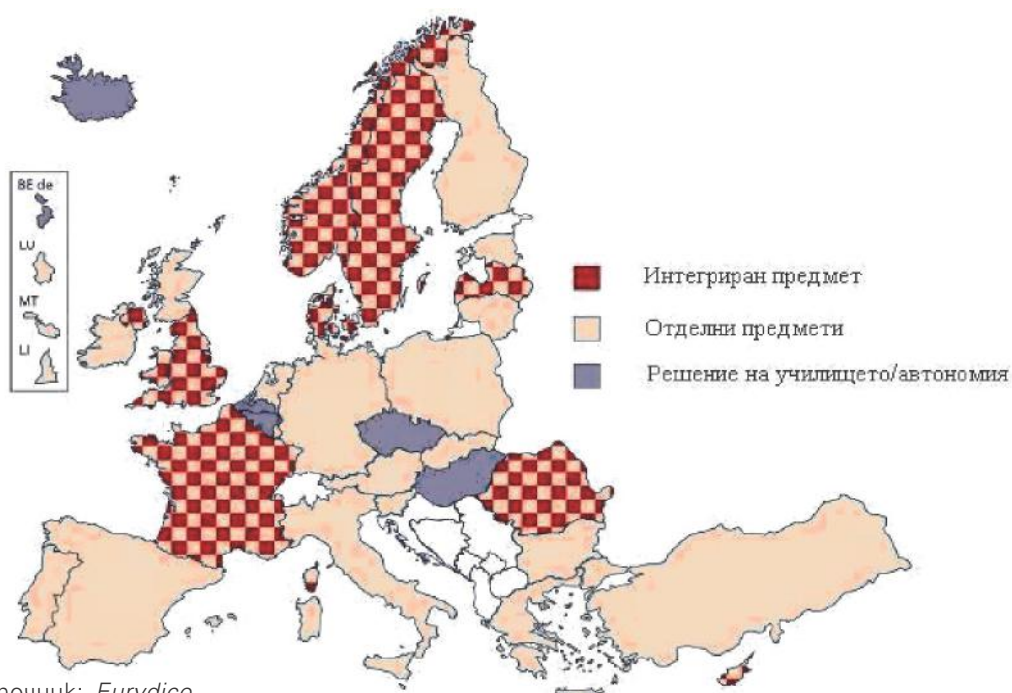 BE de
LU
MT
LI
Интегриран предмет
Отделни предмети
Решение на училището/автономия
Eurydice